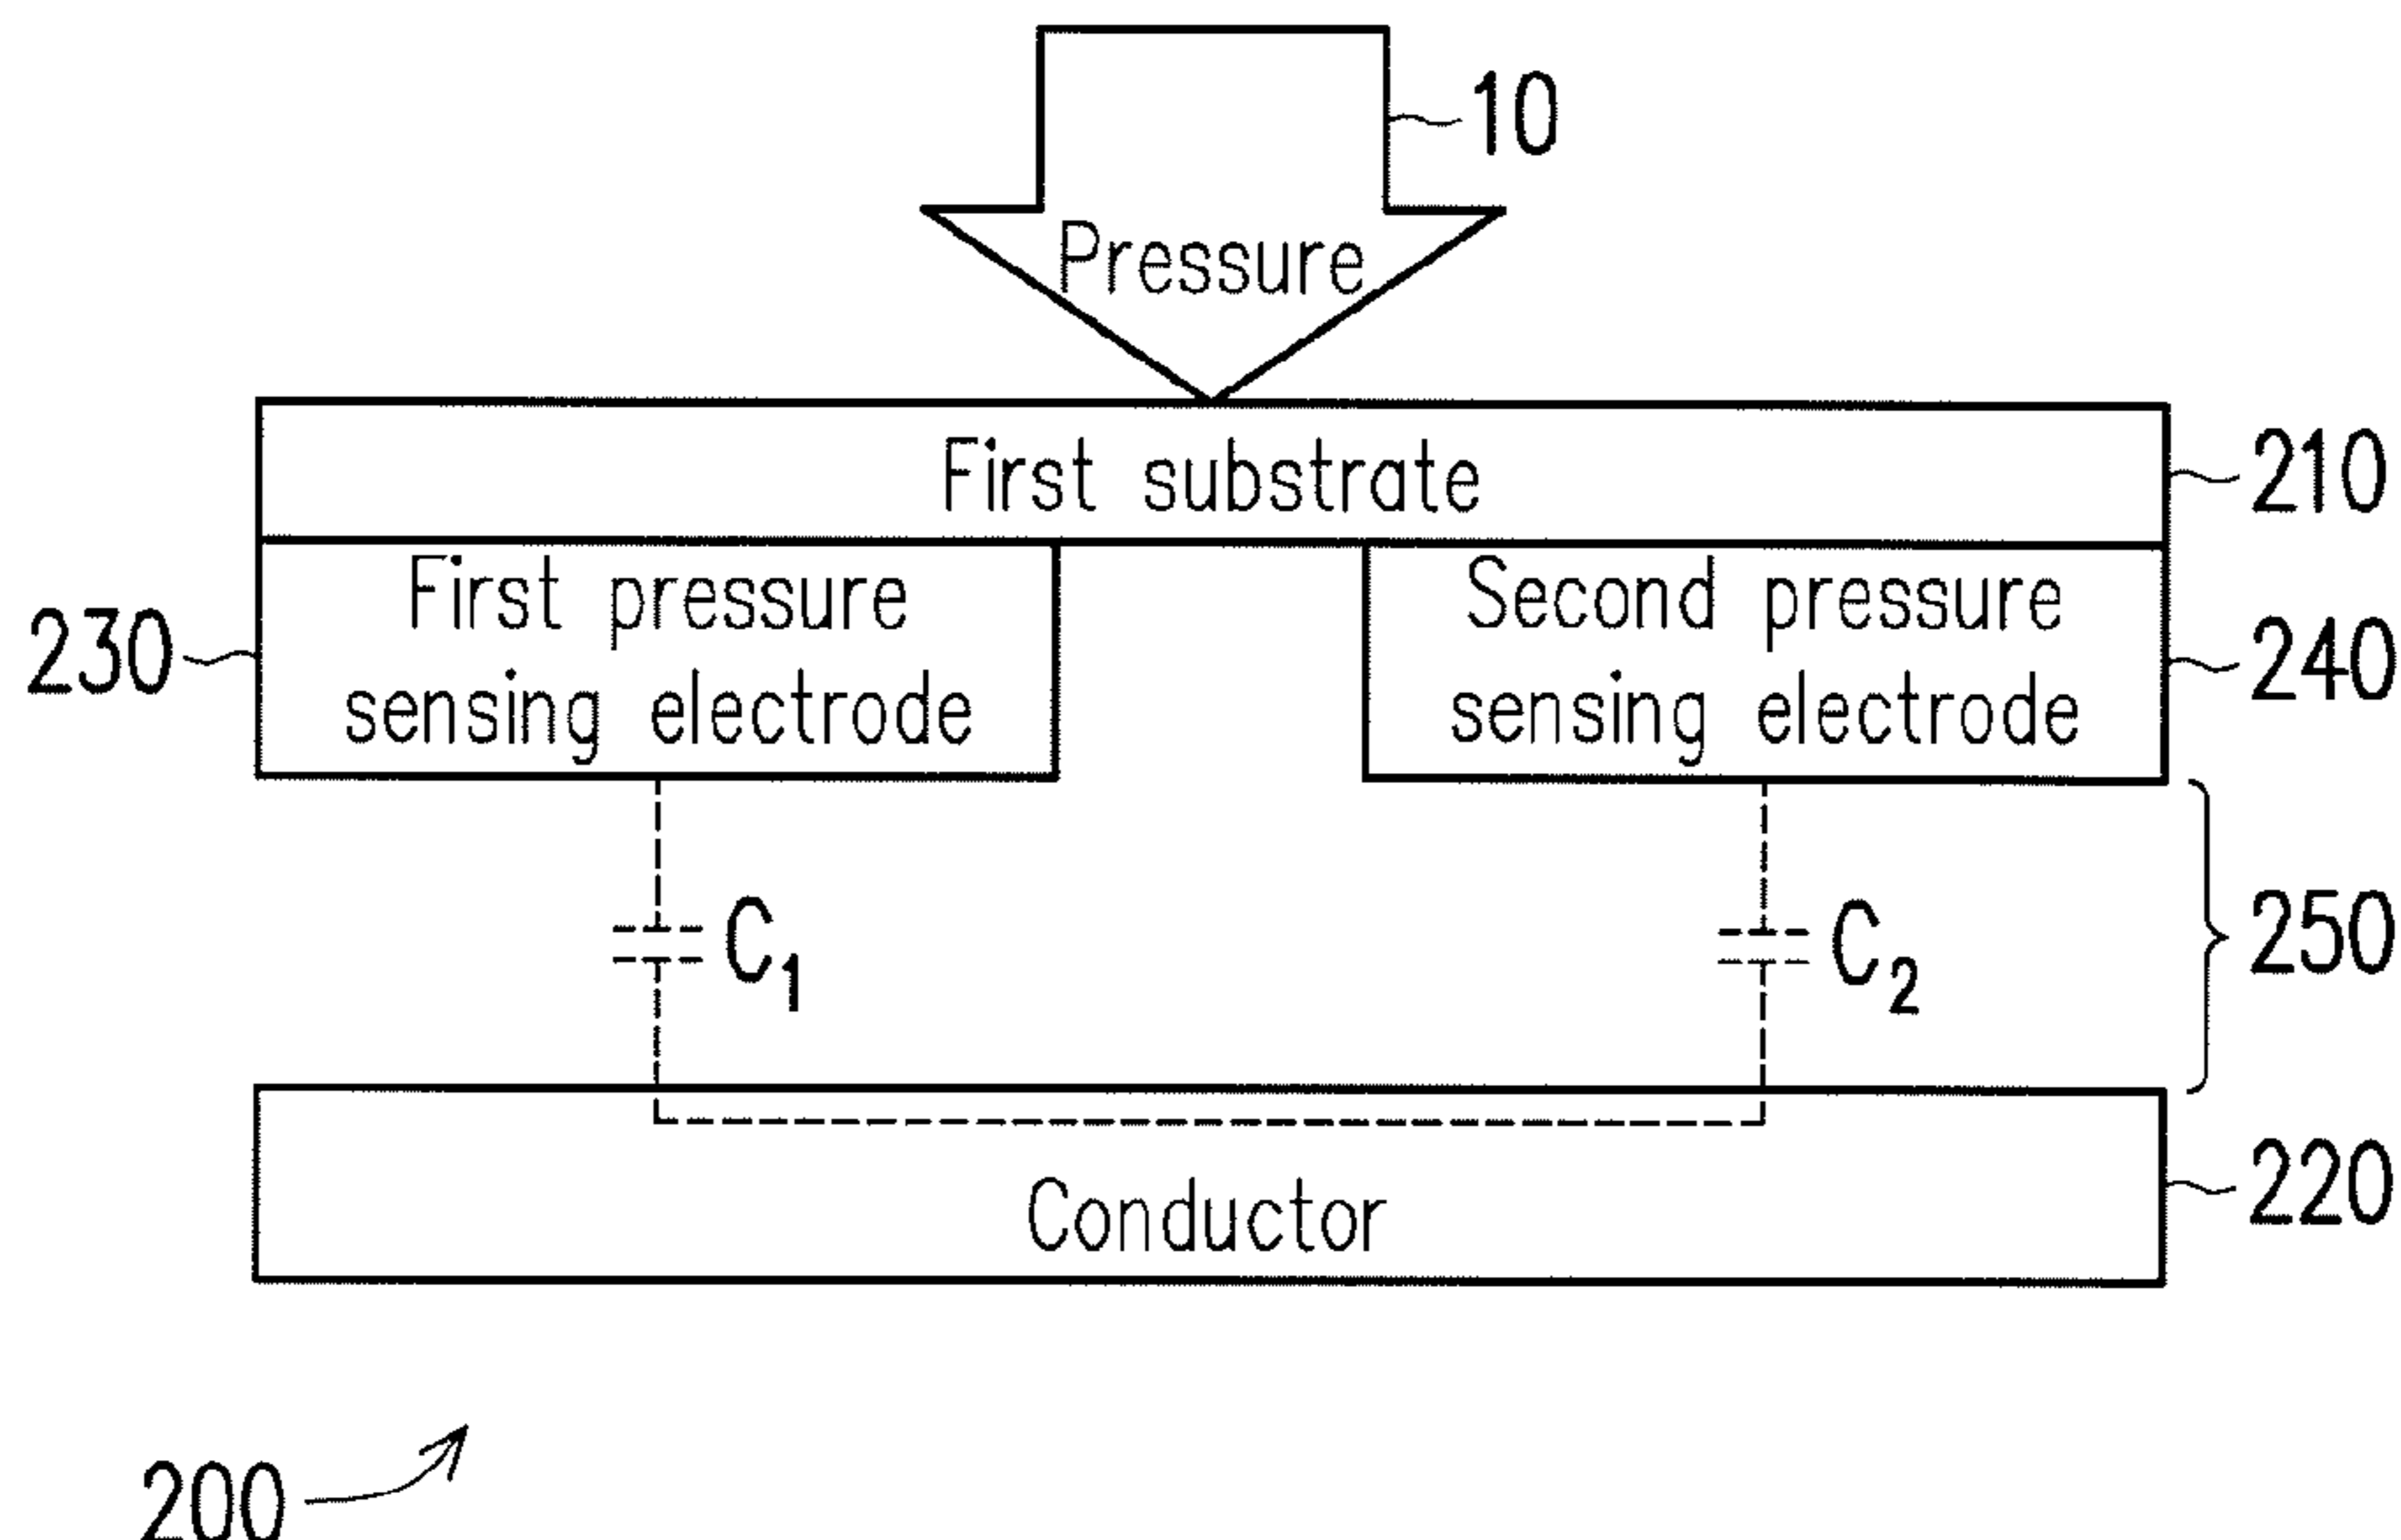 10
Pressure
First substrate
210
First pressure
sensing electrode
Second pressure
sensing electrode
230
240
C1
C2
250
Conductor
220
200